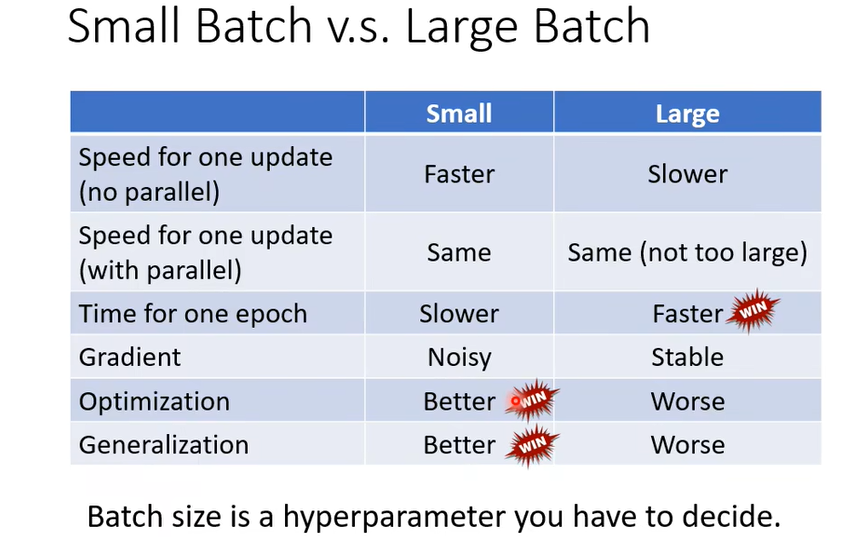 Small Batch v.s. Large Batch
Small Large
Speed for one update
(no parallel) Faster Slower
Speed for one update
(with parallel) Same Same (not too large)
Time for one epoch Slower Faster WIN
Gradient Noisy Stable
Optimization Better WIN Worse
Generalization Better WIN Worse
Batch size is a hyperparameter you have to decide.